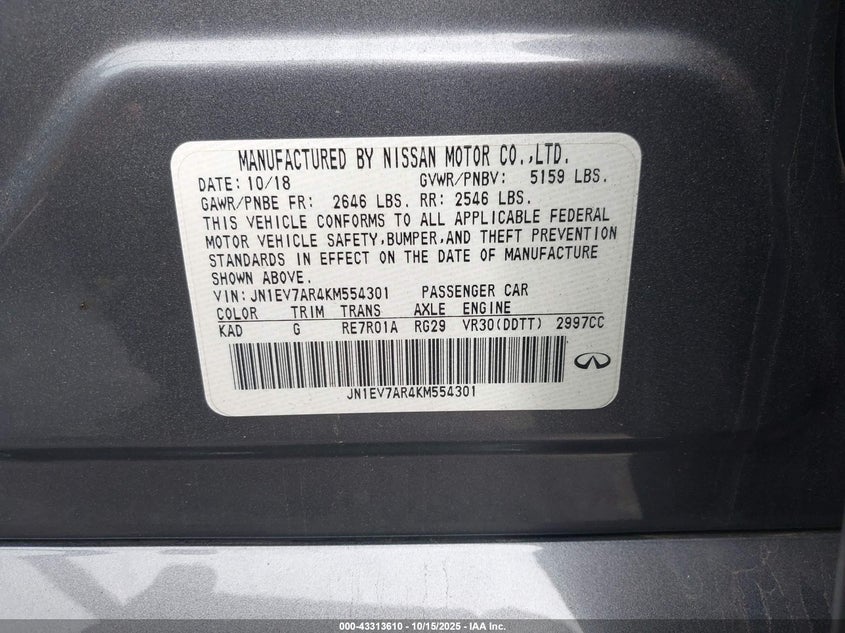 MANUFACTURED BY NISSAN MOTOR CO.,LTD.
DATE: 10/18 GVWR/PNBV: 5159 LBS.
GAWR/PNBE FR: 2646 LBS. RR: 2546 LBS.
THIS VEHICLE CONFORMS TO ALL APPLICABLE FEDERAL
MOTOR VEHICLE SAFETY,BUMPER,AND THEFT PREVENTION
STANDARDS IN EFFECT ON THE DATE OF MANUFACTURE
SHOWN ABOVE.
VIN: JN1EV7AR4KM554301 PASSENGER CAR
COLOR TRIM TRANS AXLE ENGINE
KAD G RE7R01A RG29 VR30(DDTT) 2997CC
JN1EV7AR4KM554301
000-43313610 - 10/15/2025 - IAA Inc.